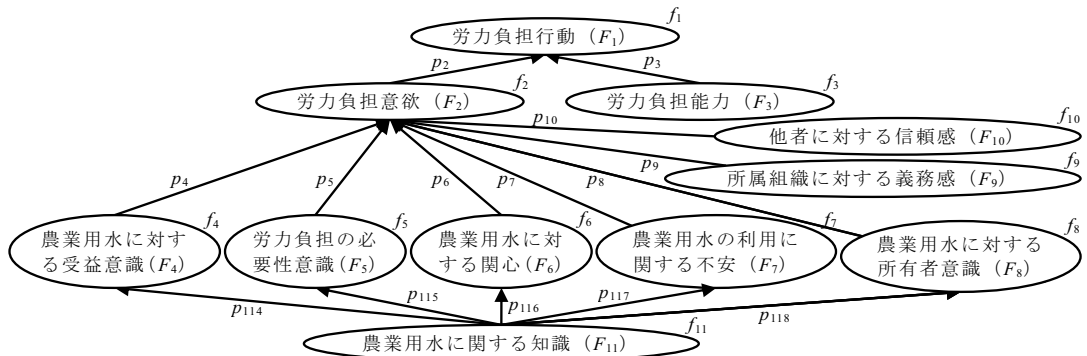 f1
労力負担行動（F1）
p2
p3
f2
労力負担意欲（F2）
f3
労力負担能力（F3）
f10
p10
他者に対する信頼感（F10）
f9
p9
所属組織に対する義務感（F9）
p4
p5
p6
p7
p8
f4
農業用水に対す
る受益意識（F4）
f5
労力負担の必
要性意識（F5）
f6
農業用水に対
する関心（F6）
f7
農業用水の利用に
関する不安（F7）
f8
農業用水に対する
所有者意識（F8）
p114
p115
p116
p117
p118
f11
農業用水に関する知識（F11）